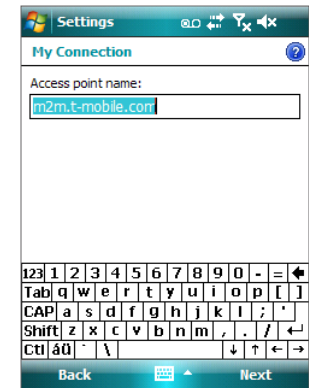 Settings
My Connection
Access point name:
m2m.t-mobile.com
123 1 2 3 4 5 6 7 8 9 0 - =
Tab q w e r t y u i o p [ ]
CAP a s d f g h j k l ; '
Shift z x c v b n m , . /
Ctl áü ` \
Back Next